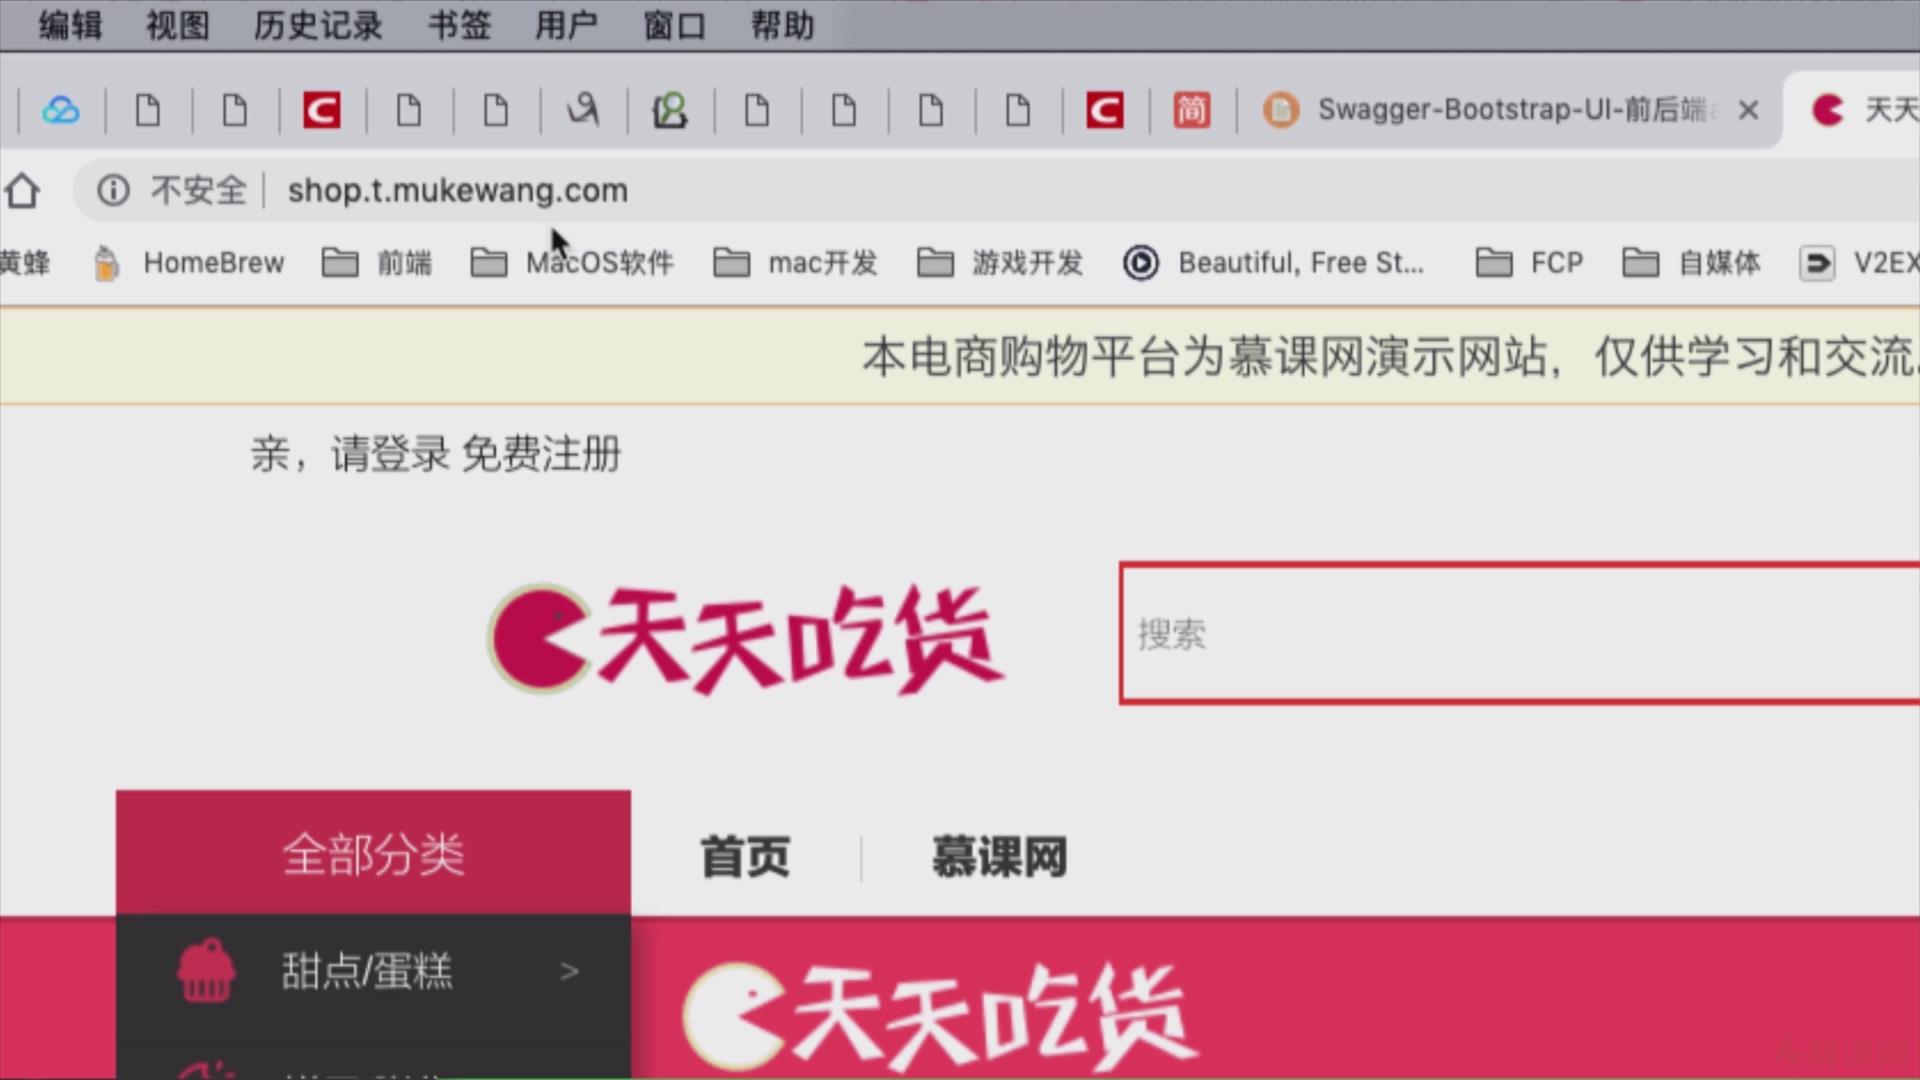 编辑 视图 历史记录 书签 用户 窗口 帮助
简 Swagger-Bootstrap-UI-前后端 天天
不安全 shop.t.mukewang.com
黄蜂 HomeBrew 前端 MacOS软件 mac开发 游戏开发 Beautiful, Free St... FCP 自媒体 V2EX
本电商购物平台为慕课网演示网站，仅供学习和交流
亲，请登录 免费注册
天天吃货
搜索
全部分类 首页 慕课网
甜点/蛋糕 >
天天吃货